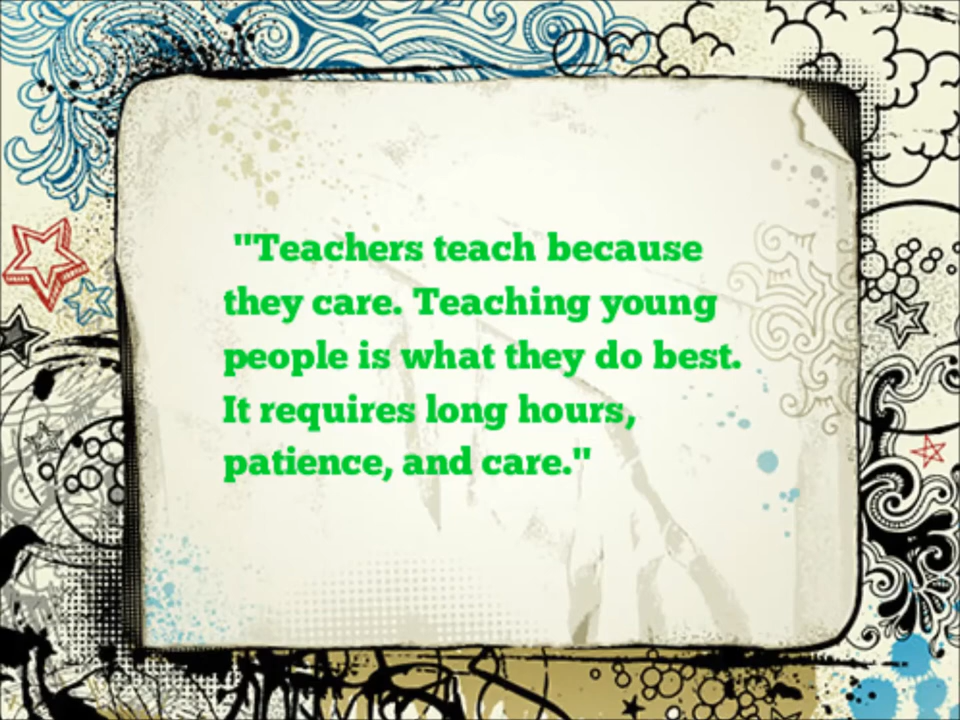 "Teachers teach because
they care. Teaching young
people is what they do best.
It requires long hours,
patience, and care."